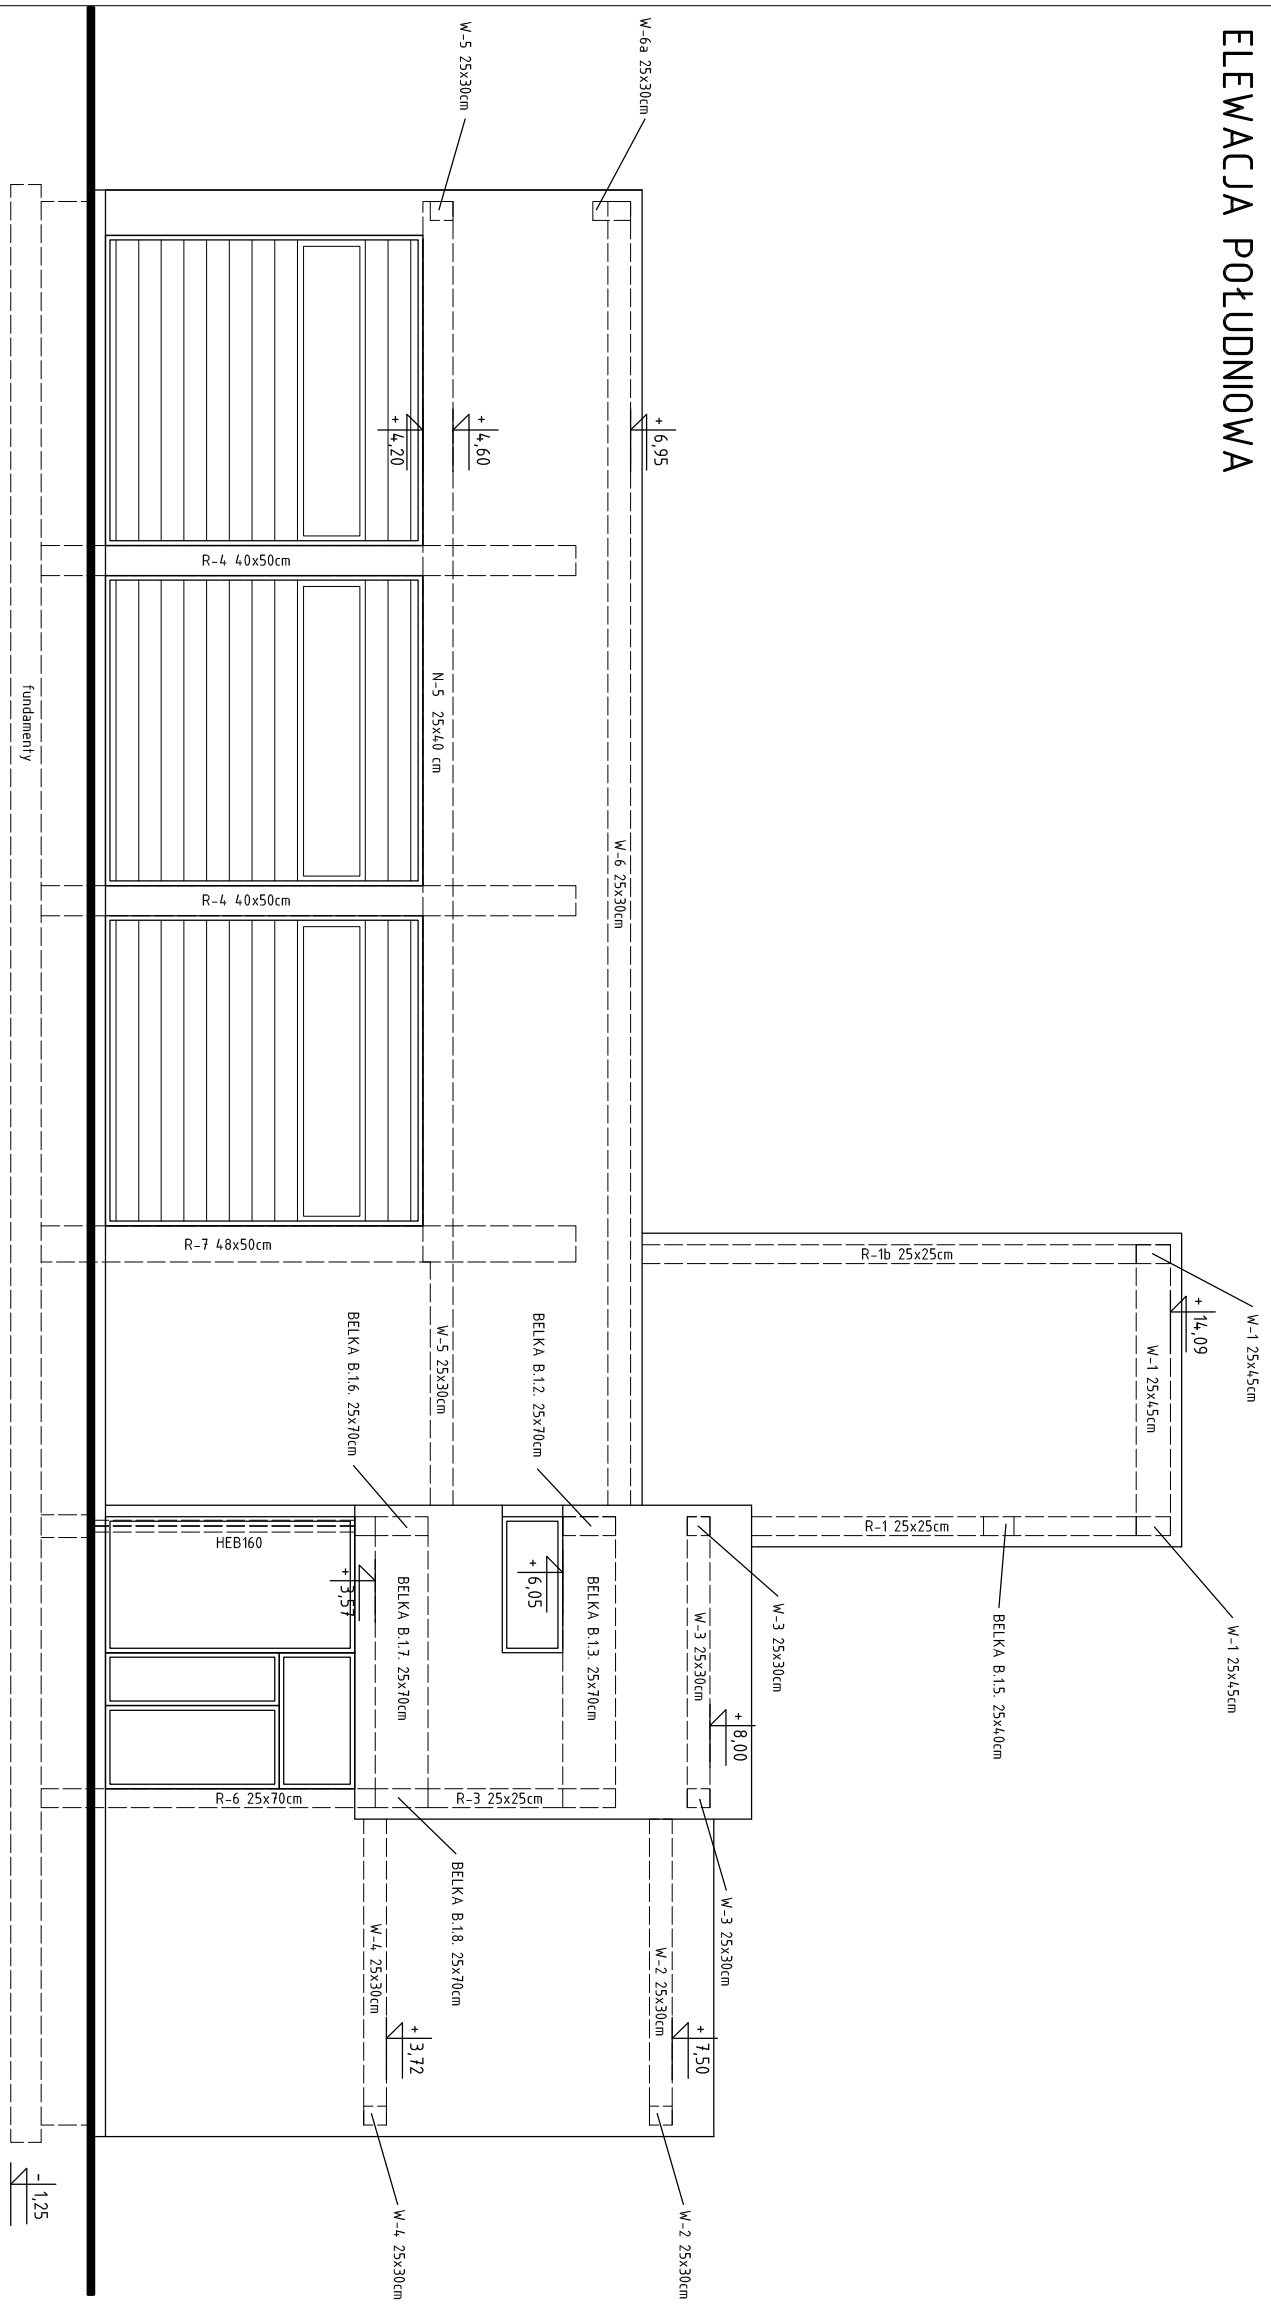 ELEWACJA POŁUDNIOWA
W-1 25x45cm
W-1 25x45cm
+ 14,09
W-1 25x45cm
R-1b 25x25cm
R-1 25x25cm
BELKA B.1.5. 25x40cm
W-3 25x30cm
+ 8,00
W-3 25x30cm
W-3 25x30cm
W-6a 25x30cm
+ 6,95
W-6 25x30cm
+ 7,50
W-2 25x30cm
W-2 25x30cm
BELKA B.1.2. 25x70cm
BELKA B.1.3. 25x70cm
+ 6,05
R-3 25x25cm
W-5 25x30cm
+ 4,60
+ 4,20
N-5 25x40 cm
W-5 25x30cm
BELKA B.1.6. 25x70cm
BELKA B.1.7. 25x70cm
BELKA B.1.8. 25x70cm
+ 3,57
+ 3,72
W-4 25x30cm
W-4 25x30cm
R-4 40x50cm
R-4 40x50cm
R-7 48x50cm
HEB160
R-6 25x70cm
fundamenty
- 1,25